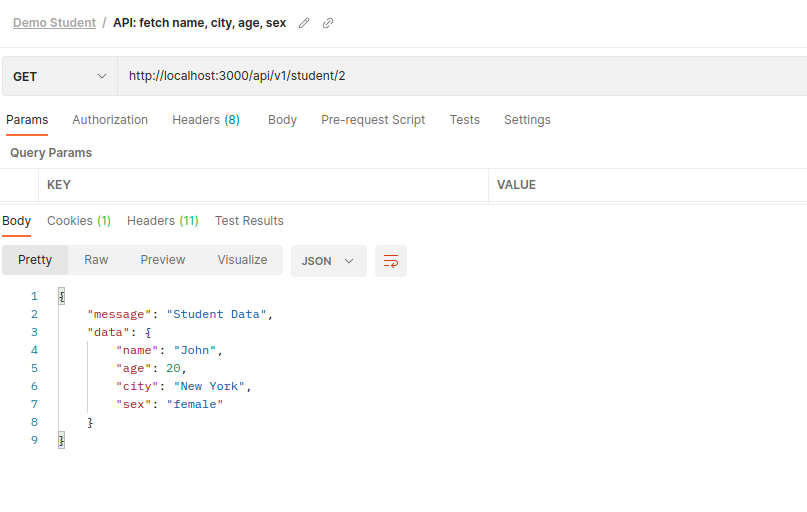 Demo Student / API: fetch name, city, age, sex
GET http://localhost:3000/api/v1/student/2
Params Authorization Headers (8) Body Pre-request Script Tests Settings
Query Params
KEY VALUE
Body Cookies (1) Headers (11) Test Results
Pretty Raw Preview Visualize JSON
1 {
2 "message": "Student Data",
3 "data": {
4 "name": "John",
5 "age": 20,
6 "city": "New York",
7 "sex": "female"
8 }
9 }